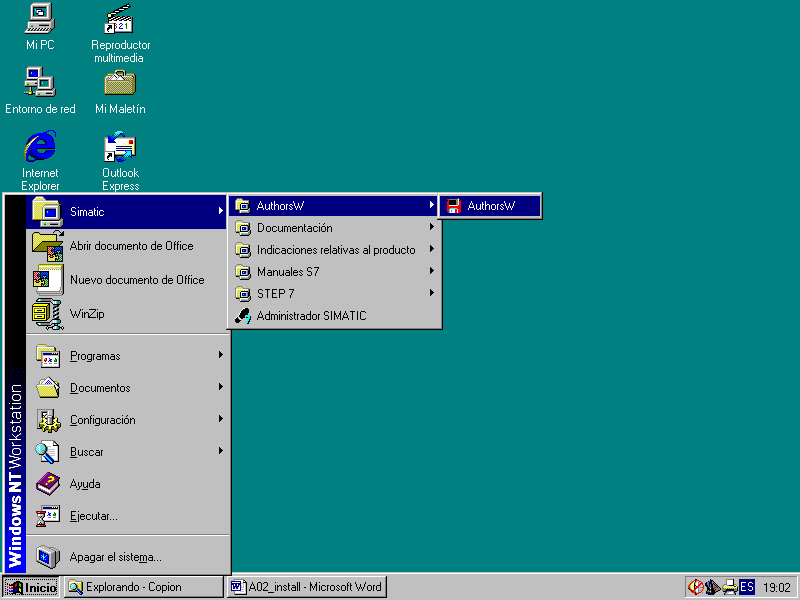 Mi PC
Reproductor
multimedia
Entorno de red
Mi Maletín
Internet
Explorer
Outlook
Express
Simatic
Abrir documento de Office
Nuevo documento de Office
WinZip
Programas
Documentos
Configuración
Buscar
Ayuda
Ejecutar...
Apagar el sistema...
Windows NT Workstation
AuthorsW
Documentación
Indicaciones relativas al producto
Manuales S7
STEP 7
Administrador SIMATIC
AuthorsW
Inicio
Explorando - Copion
A02_install - Microsoft Word
ES
19:02